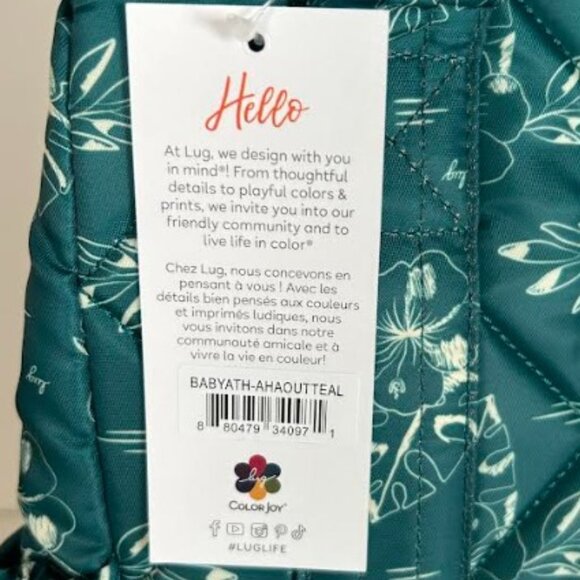 Hello
At Lug, we design with you
in mind®! From thoughtful
details to playful colors &
prints, we invite you into our
friendly community and to
live life in color®
Chez Lug, nous concevons en
pensant à vous ! Avec les
détails bien pensés aux couleurs
et imprimés ludiques, nous
vous invitons dans notre
communauté amicale et à
vivre la vie en couleur!
BABYATH-AHAOUTTEAL
8 80479 34097 1
lug
COLOR JOY®
#LUGLIFE
lug
lug